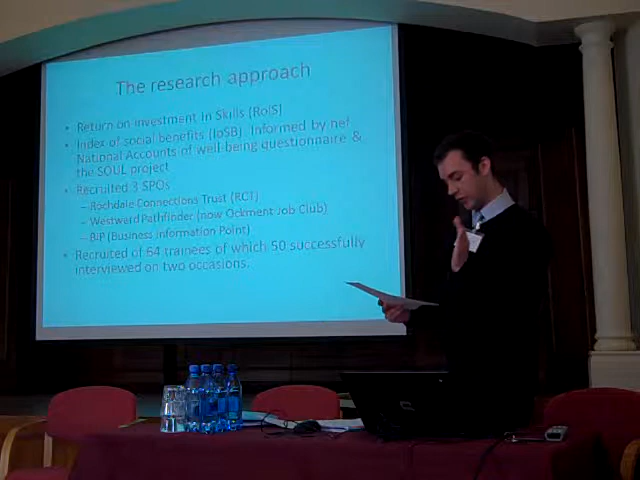 The research approach
• Return on Investment In Skills (RoIS)
• Index of social benefits (IoSB). Informed by nef
National Accounts of well-being questionnaire &
the SOUL project
• Recruited 3 SPOs
– Rochdale Connections Trust (RCT)
– Westward Pathfinder (now Ockment Job Club)
– BIP (Business Information Point)
• Recruited of 64 trainees of which 50 successfully
interviewed on two occasions.